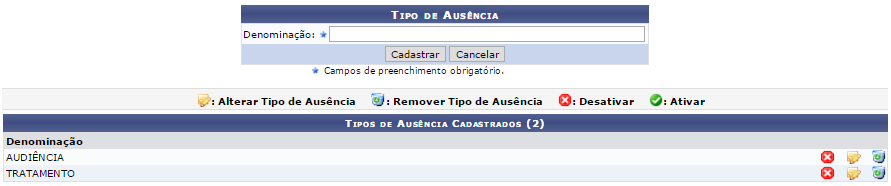 Tipo de Ausência
Denominação:
Cadastrar Cancelar
Campos de preenchimento obrigatório.
: Alterar Tipo de Ausência : Remover Tipo de Ausência : Desativar : Ativar
Tipos de Ausência Cadastrados (2)
Denominação
AUDIÊNCIA
TRATAMENTO